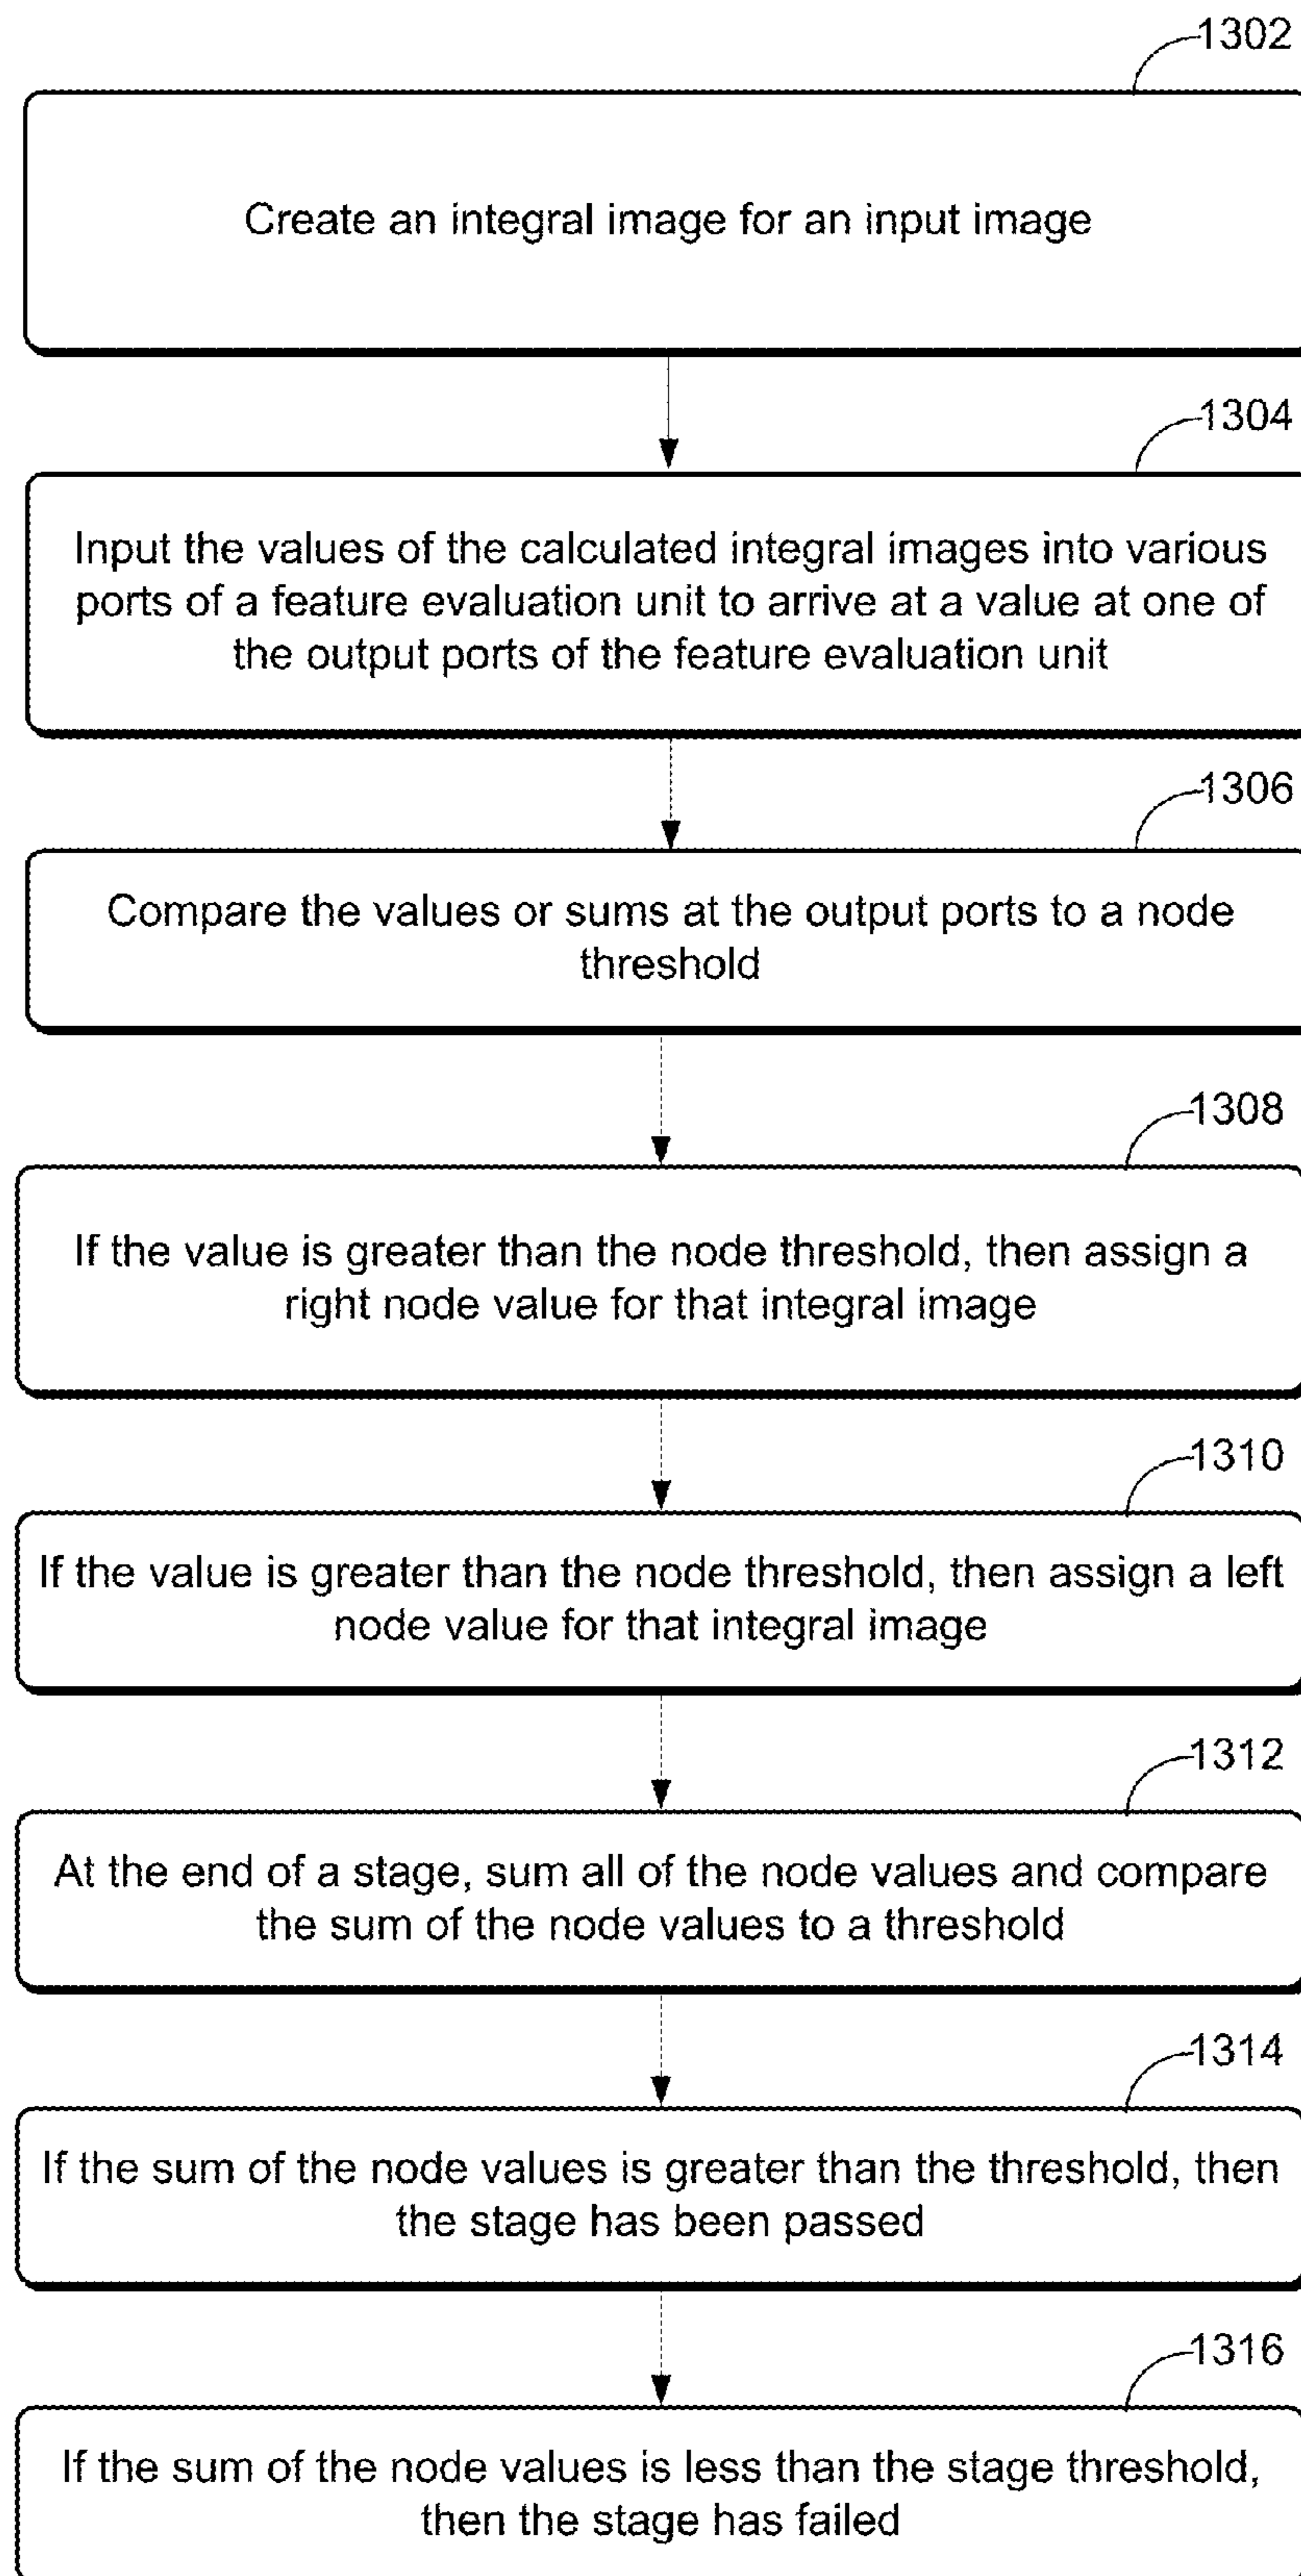 1302
Create an integral image for an input image
1304
Input the values of the calculated integral images into various
ports of a feature evaluation unit to arrive at a value at one of
the output ports of the feature evaluation unit
1306
Compare the values or sums at the output ports to a node
threshold
1308
If the value is greater than the node threshold, then assign a
right node value for that integral image
1310
If the value is greater than the node threshold, then assign a left
node value for that integral image
1312
At the end of a stage, sum all of the node values and compare
the sum of the node values to a threshold
1314
If the sum of the node values is greater than the threshold, then
the stage has been passed
1316
If the sum of the node values is less than the stage threshold,
then the stage has failed